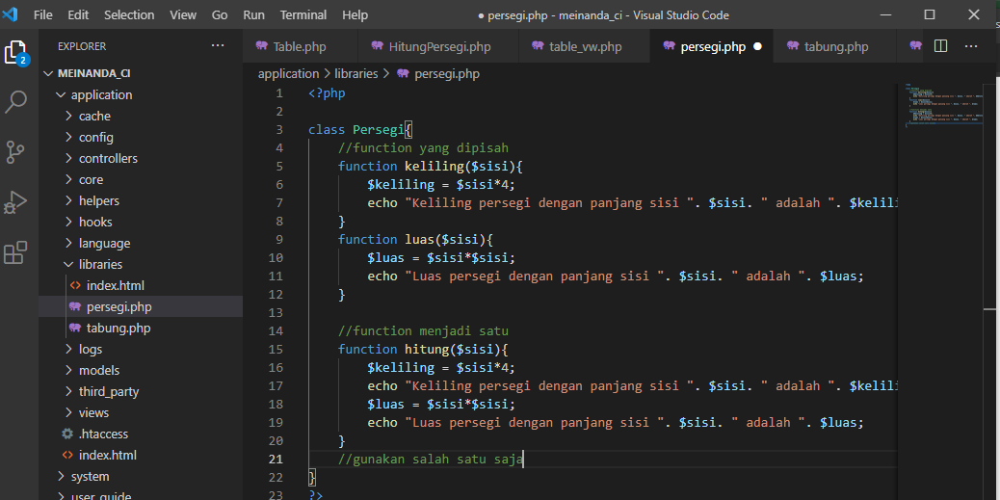 File Edit Selection View Go Run Terminal Help ● persegi.php - meinanda_ci - Visual Studio Code
EXPLORER ··· Table.php HitungPersegi.php table_vw.php persegi.php ● tabung.php ···
2
application > libraries > persegi.php
MEINANDA_CI
application
cache
config
controllers
core
helpers
hooks
language
libraries
index.html
persegi.php
tabung.php
logs
models
third_party
views
.htaccess
index.html
system
user_guide
1 <?php
2
3 class Persegi{
4 //function yang dipisah
5 function keliling($sisi){
6 $keliling = $sisi*4;
7 echo "Keliling persegi dengan panjang sisi ". $sisi. " adalah ". $kelili
8 }
9 function luas($sisi){
10 $luas = $sisi*$sisi;
11 echo "Luas persegi dengan panjang sisi ". $sisi. " adalah ". $luas;
12 }
13
14 //function menjadi satu
15 function hitung($sisi){
16 $keliling = $sisi*4;
17 echo "Keliling persegi dengan panjang sisi ". $sisi. " adalah ". $kelili
18 $luas = $sisi*$sisi;
19 echo "Luas persegi dengan panjang sisi ". $sisi. " adalah ". $luas;
20 }
21 //gunakan salah satu saja
22 }
23 ?>